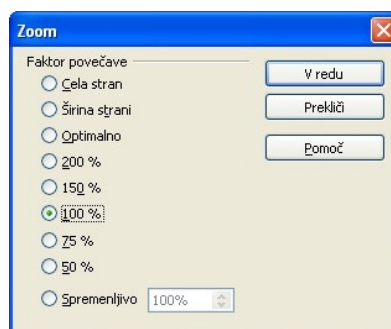 Zoom
Faktor povečave
Cela stran
Širina strani
Optimalno
200 %
150 %
100 %
75 %
50 %
Spremenljivo 100%
V redu
Prekliči
Pomoč